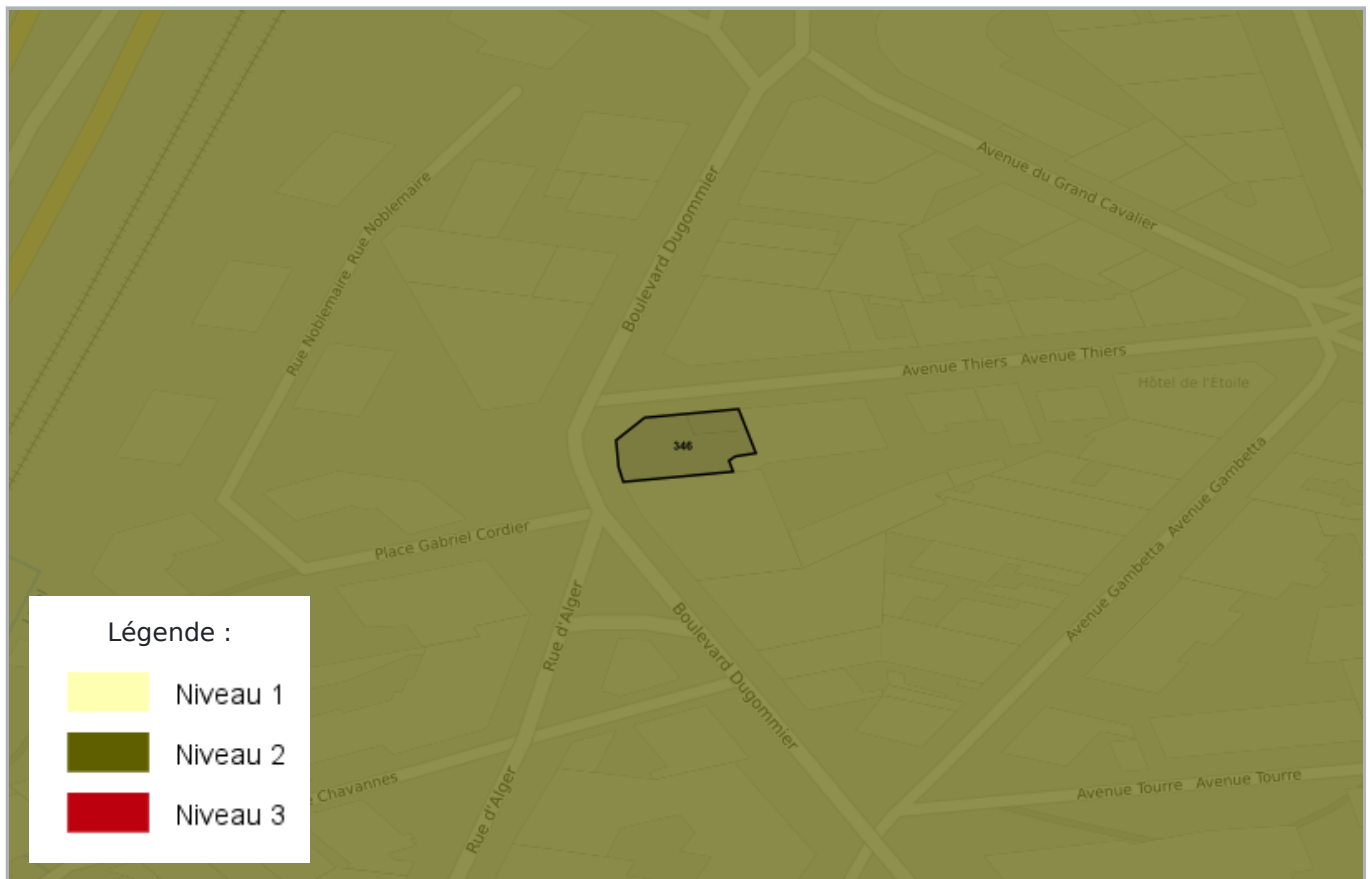 Avenue du Grand Cavalier
Rue Noblemaire
Rue Noblemaire
Boulevard Dugommier
Avenue Thiers
Avenue Thiers
Hôtel de l'Etoile
346
Avenue Gambetta
Avenue Gambetta
Place Gabriel Cordier
Rue d'Alger
Boulevard Dugommier
Légende :
Niveau 1
Niveau 2
Niveau 3
Chavannes
Rue d'Alger
Avenue Tourre
Avenue Tourre